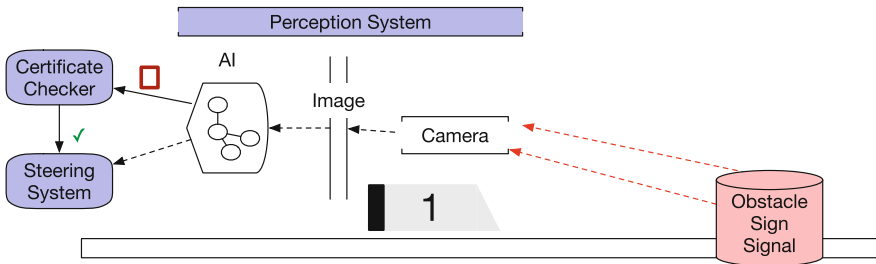 Perception System
Certificate
Checker
AI
Image
Camera
✓
Steering
System
1
Obstacle
Sign
Signal